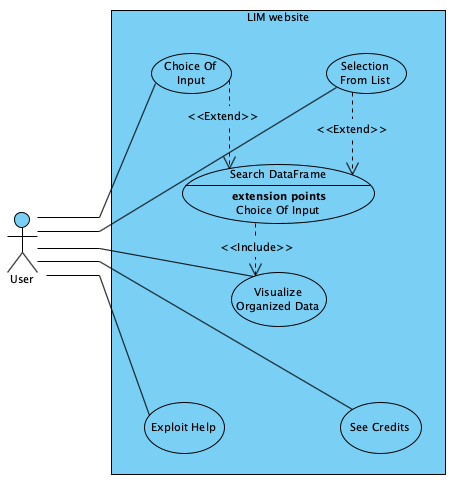 LIM website
Choice Of
Input
Selection
From List
<<Extend>>
<<Extend>>
Search DataFrame
extension points
Choice Of Input
<<Include>>
User
Visualize
Organized Data
Exploit Help
See Credits